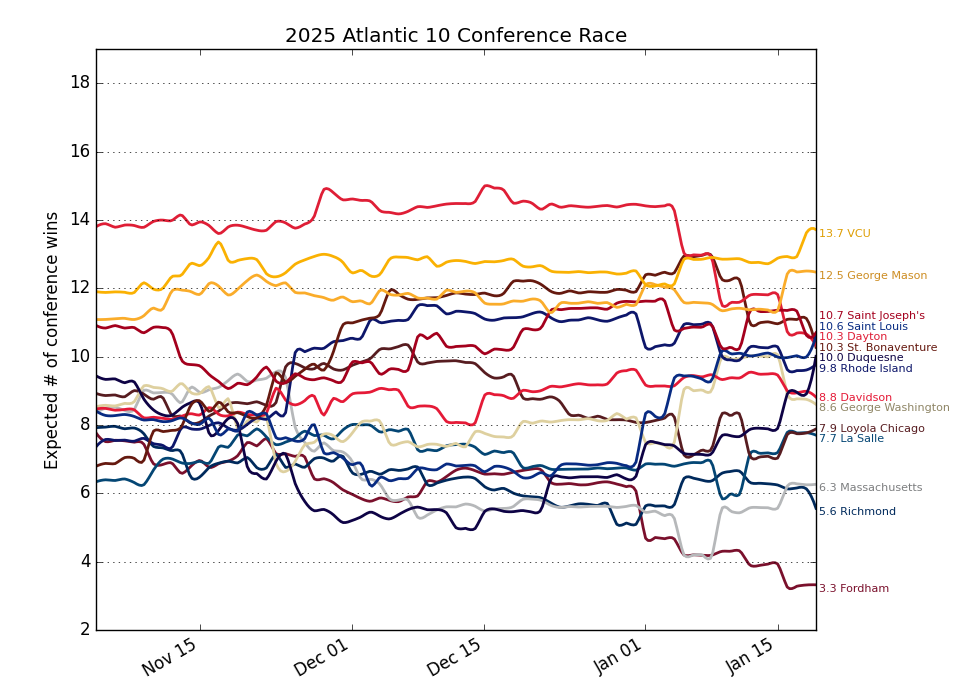 2025 Atlantic 10 Conference Race
Expected # of conference wins
18
16
14
12
10
8
6
4
2
13.7 VCU
12.5 George Mason
10.7 Saint Joseph's
10.6 Saint Louis
10.3 Dayton
10.3 St. Bonaventure
10.0 Duquesne
9.8 Rhode Island
8.8 Davidson
8.6 George Washington
7.9 Loyola Chicago
7.7 La Salle
6.3 Massachusetts
5.6 Richmond
3.3 Fordham
Nov 15
Dec 01
Dec 15
Jan 01
Jan 15